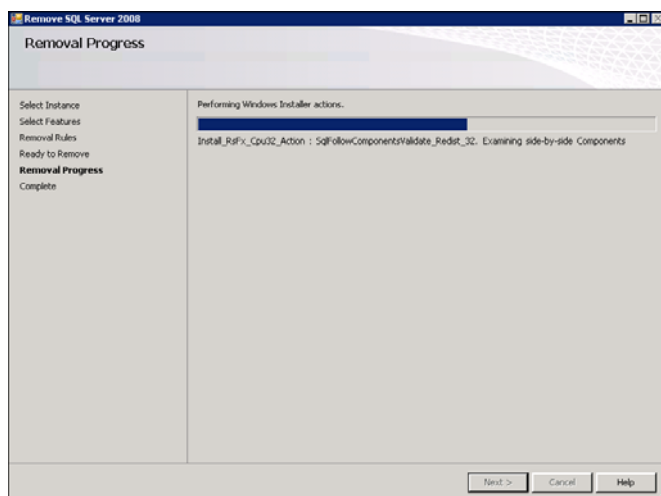 Remove SQL Server 2008
Removal Progress
Select Instance
Select Features
Removal Rules
Ready to Remove
Removal Progress
Complete
Performing Windows Installer actions.
Install_RsFx_Cpu32_Action : SqlFollowComponentsValidate_Redist_32. Examining side-by-side Components
Next >
Cancel
Help